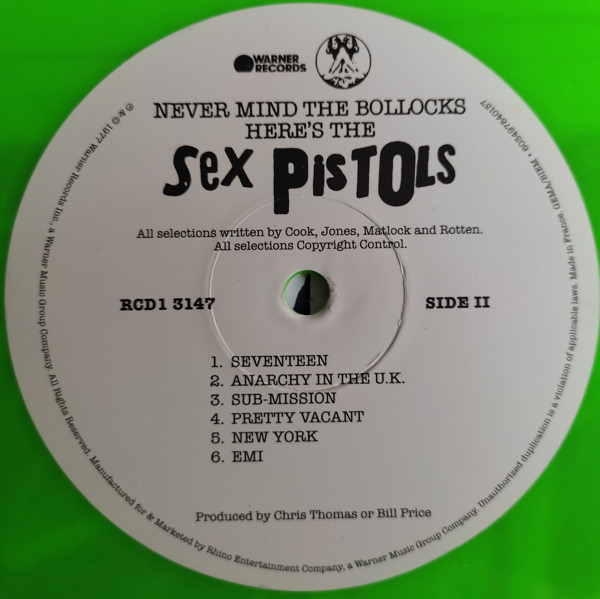 WARNER
RECORDS
NEVER MIND THE BOLLOCKS
HERE'S THE
Sex PisTOLs
All selections written by Cook, Jones, Matlock and Rotten.
All selections Copyright Control.
RCD1 3147
SIDE II
1. SEVENTEEN
2. ANARCHY IN THE U.K.
3. SUB-MISSION
4. PRETTY VACANT
5. NEW YORK
6. EMI
Produced by Chris Thomas or Bill Price
℗ & © 1977 Warner Records Inc., a Warner Music Group Company. All Rights Reserved. Manufactured for & Marketed by Rhino Entertainment Company, a Warner Music Group Company. Unauthorized duplication is a violation of applicable laws. Made in France. GEMA/BIEM • 603497840137